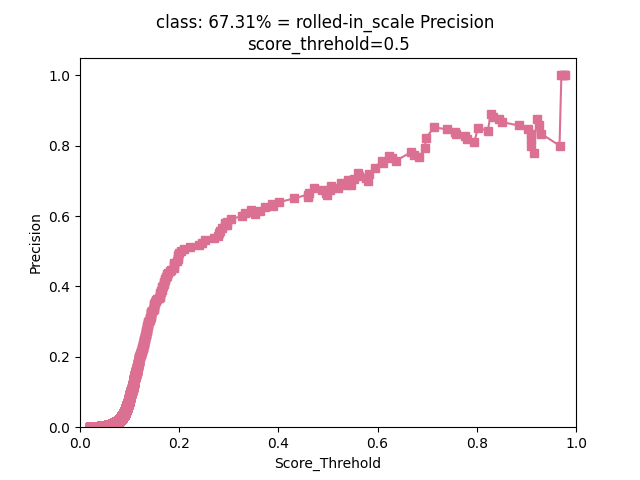 class: 67.31% = rolled-in_scale Precision
score_threhold=0.5
1.0
0.8
0.6
0.4
0.2
0.0
Precision
0.0 0.2 0.4 0.6 0.8 1.0
Score_Threhold